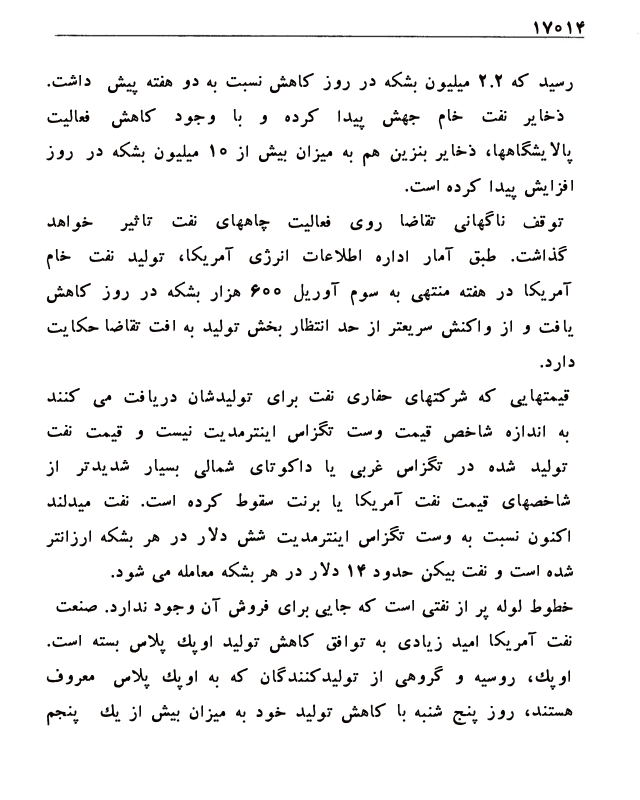 ۱۷۰۱۴
رسید که ۲.۲ میلیون بشکه در روز کاهش نسبت به دو هفته پیش داشت.
ذخایر نفت خام جهش پیدا کرده و با وجود کاهش فعالیت
پالایشگاهها، ذخایر بنزین هم به میزان بیش از ۱۰ میلیون بشکه در روز
افزایش پیدا کرده است.
توقف ناگهانی تقاضا روی فعالیت چاههای نفت تاثیر خواهد
گذاشت. طبق آمار اداره اطلاعات انرژی آمریکا، تولید نفت خام
آمریکا در هفته منتهی به سوم آوریل ۶۰۰ هزار بشکه در روز کاهش
یافت و از واکنش سریعتر از حد انتظار بخش تولید به افت تقاضا حکایت
دارد.
قیمتهایی که شرکتهای حفاری نفت برای تولیدشان دریافت می کنند
به اندازه شاخص قیمت وست تگزاس اینترمدیت نیست و قیمت نفت
تولید شده در تگزاس غربی یا داکوتای شمالی بسیار شدیدتر از
شاخصهای قیمت نفت آمریکا یا برنت سقوط کرده است. نفت میدلند
اکنون نسبت به وست تگزاس اینترمدیت شش دلار در هر بشکه ارزانتر
شده است و نفت بیکن حدود ۱۴ دلار در هر بشکه معامله می شود.
خطوط لوله پر از نفتی است که جایی برای فروش آن وجود ندارد. صنعت
نفت آمریکا امید زیادی به توافق کاهش تولید اوپك پلاس بسته است.
اوپك، روسیه و گروهی از تولیدکنندگان که به اوپك پلاس معروف
هستند، روز پنج شنبه با کاهش تولید خود به میزان بیش از یك پنجم